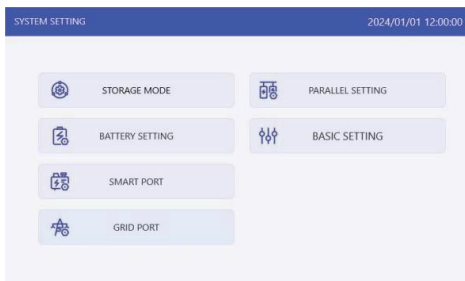 SYSTEM SETTING
2024/01/01 12:00:00
STORAGE MODE
PARALLEL SETTING
BATTERY SETTING
BASIC SETTING
SMART PORT
GRID PORT